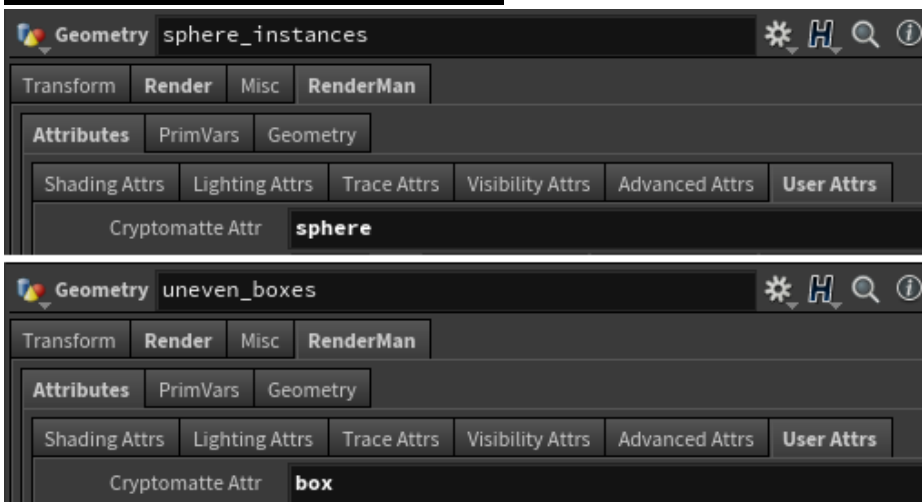 Geometry sphere_instances
Transform Render Misc RenderMan
Attributes PrimVars Geometry
Shading Attrs Lighting Attrs Trace Attrs Visibility Attrs Advanced Attrs User Attrs
Cryptomatte Attr sphere
Geometry uneven_boxes
Transform Render Misc RenderMan
Attributes PrimVars Geometry
Shading Attrs Lighting Attrs Trace Attrs Visibility Attrs Advanced Attrs User Attrs
Cryptomatte Attr box